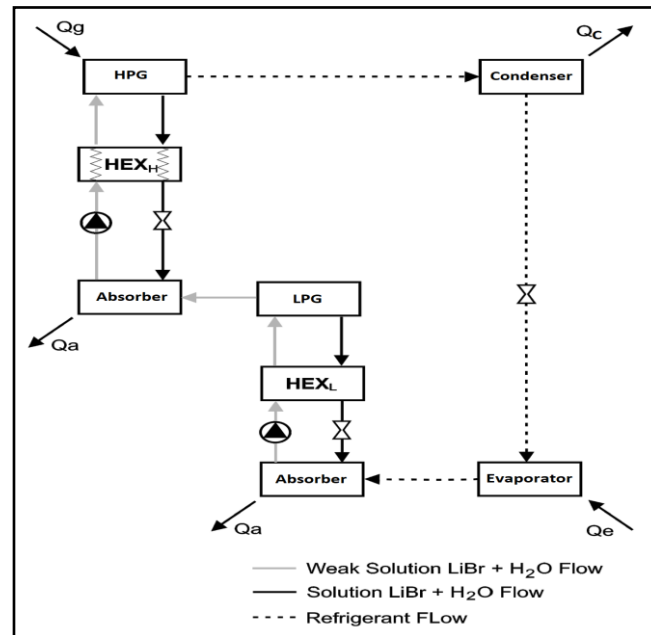 Qg
Qc
HPG
Condenser
HEXH
Absorber
LPG
Qa
HEXL
Absorber
Evaporator
Qa
Qe
Weak Solution LiBr + H₂O Flow
Solution LiBr + H₂O Flow
Refrigerant FLow